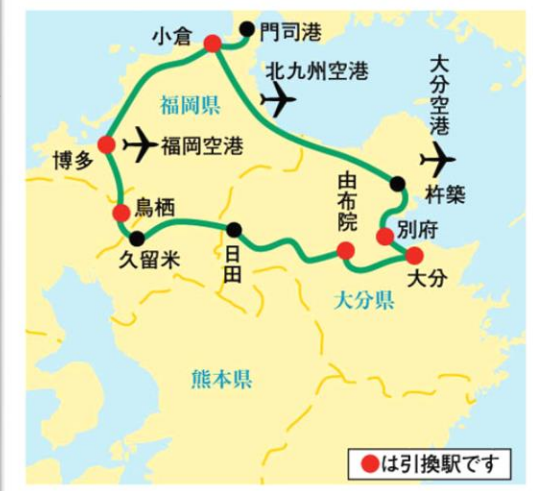 小倉
門司港
北九州空港
大分空港
福岡県
博多
福岡空港
杵築
由布院
鳥栖
別府
久留米
日田
大分
大分県
熊本県
●は引換駅です